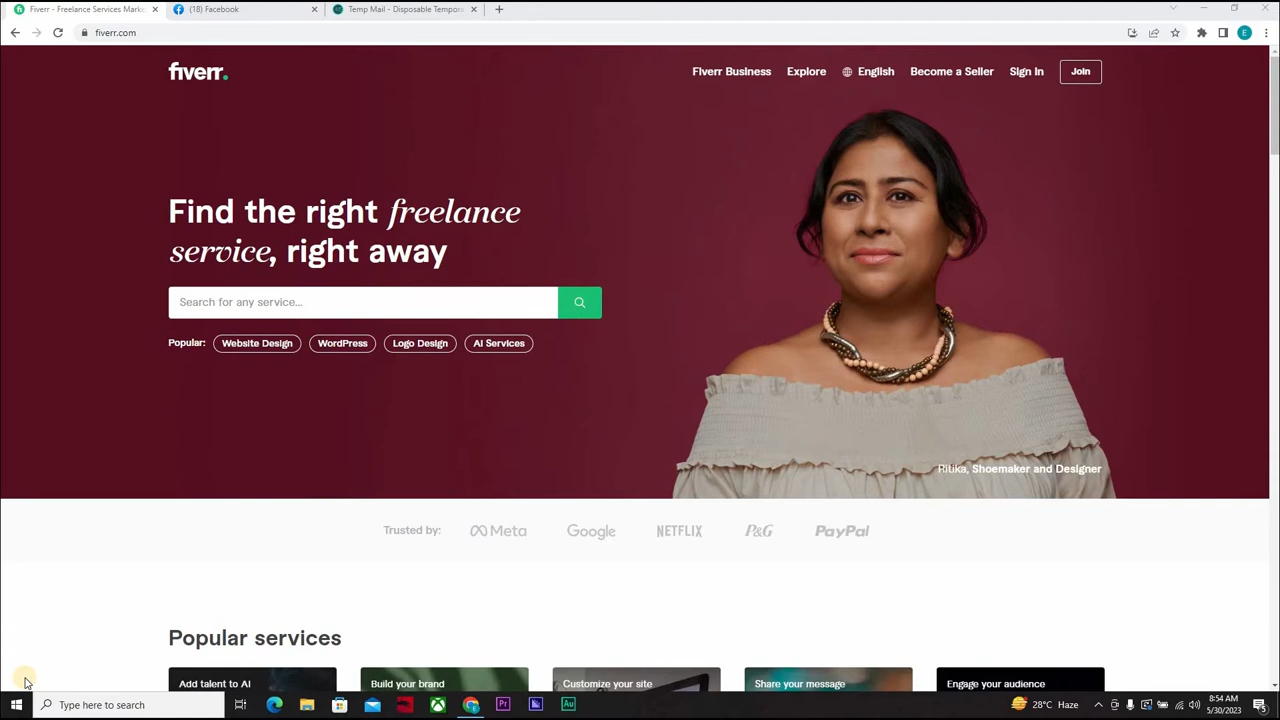 Fiverr - Freelance Services Marke
(18) Facebook
Temp Mail - Disposable Tempora
fiverr.com
E
fiverr.
Fiverr Business
Explore
English
Become a Seller
Sign In
Join
Find the right freelance
service, right away
Search for any service...
Popular:
Website Design
WordPress
Logo Design
AI Services
Ritika, Shoemaker and Designer
Trusted by:
Meta
Google
NETFLIX
P&G
PayPal
Popular services
Add talent to AI
Build your brand
Customize your site
Share your message
Engage your audience
Type here to search
Pr
Au
28°C Haze
8:54 AM
5/30/2023